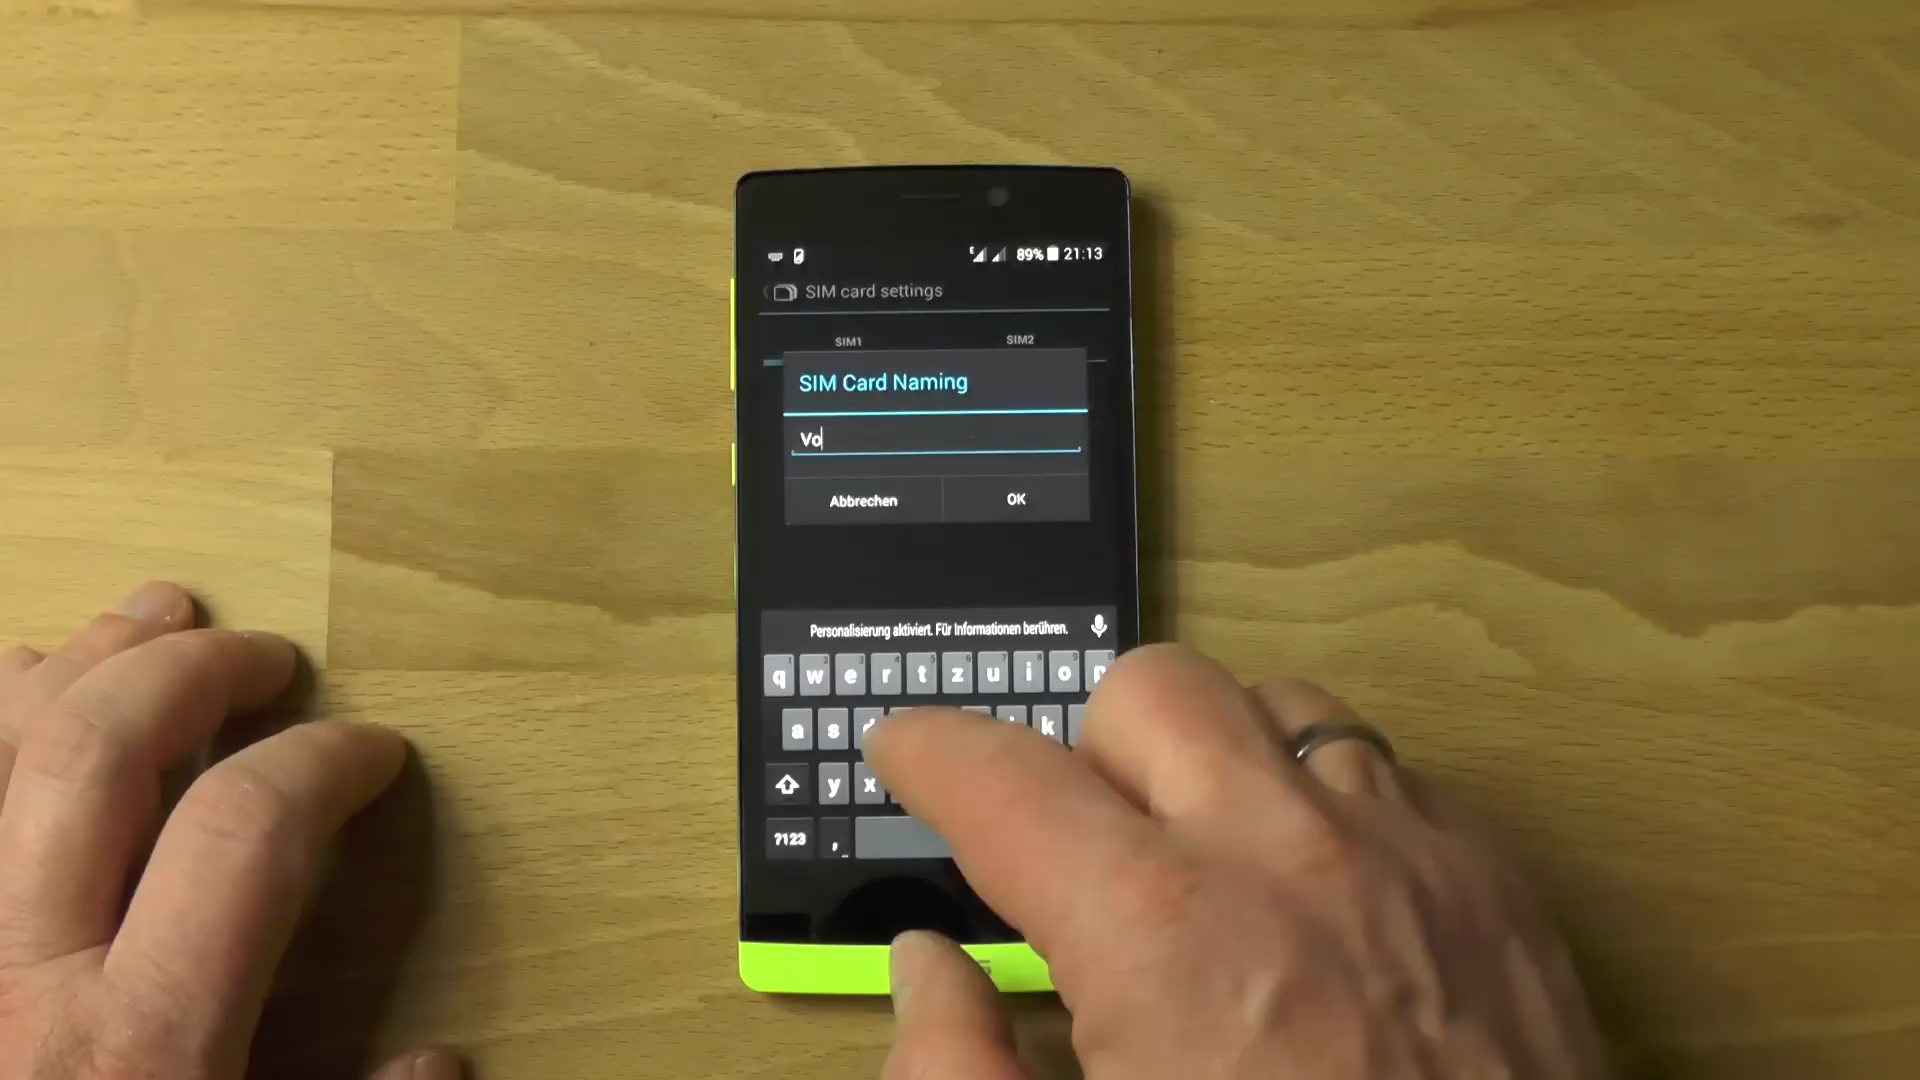 89% 21:13
SIM card settings
SIM1 SIM2
SIM Card Naming
Vo
Abbrechen OK
Personalisierung aktiviert. Für Informationen berühren.
q w e r t z u i o p
a s d k
y x
?123 ,